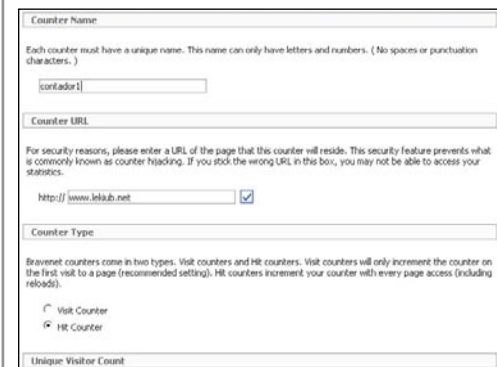 Counter Name
Each counter must have a unique name. This name can only have letters and numbers. ( No spaces or punctuation
characters. )
contador1
Counter URL
For security reasons, please enter a URL of the page that this counter will reside. This security feature prevents what
is commonly known as counter hijacking. If you stick the wrong URL in this box, you may not be able to access your
statistics.
http:// www.lekiub.net
Counter Type
Bravenet counters come in two types. Visit counters and Hit counters. Visit counters will only increment the counter on
the first visit to a page (recommended setting). Hit counters increment your counter with every page access (including
reloads).
Visit Counter
Hit Counter
Unique Visitor Count